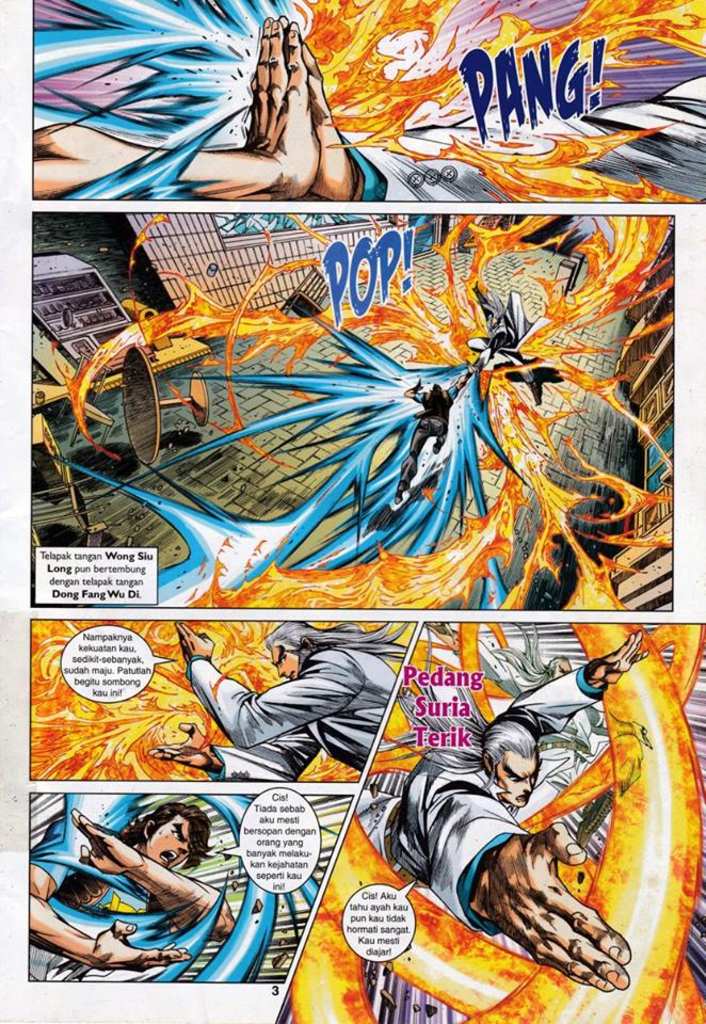 PANG!
POP!
Telapak tangan Wong Siu
Long pun bertembung
dengan telapak tangan
Dong Fang Wu Di.
Nampaknya
kekuatan kau,
sedikit-sebanyak,
sudah maju. Patutlah
begitu sombong
kau ini!
Pedang
Suria
Terik
Cis!
Tiada sebab
aku mesti
bersopan dengan
orang yang
banyak melaku-
kan kejahatan
seperti kau
ini!
Cis! Aku
tahu ayah kau
pun kau tidak
hormati sangat.
Kau mesti
diajar!
3